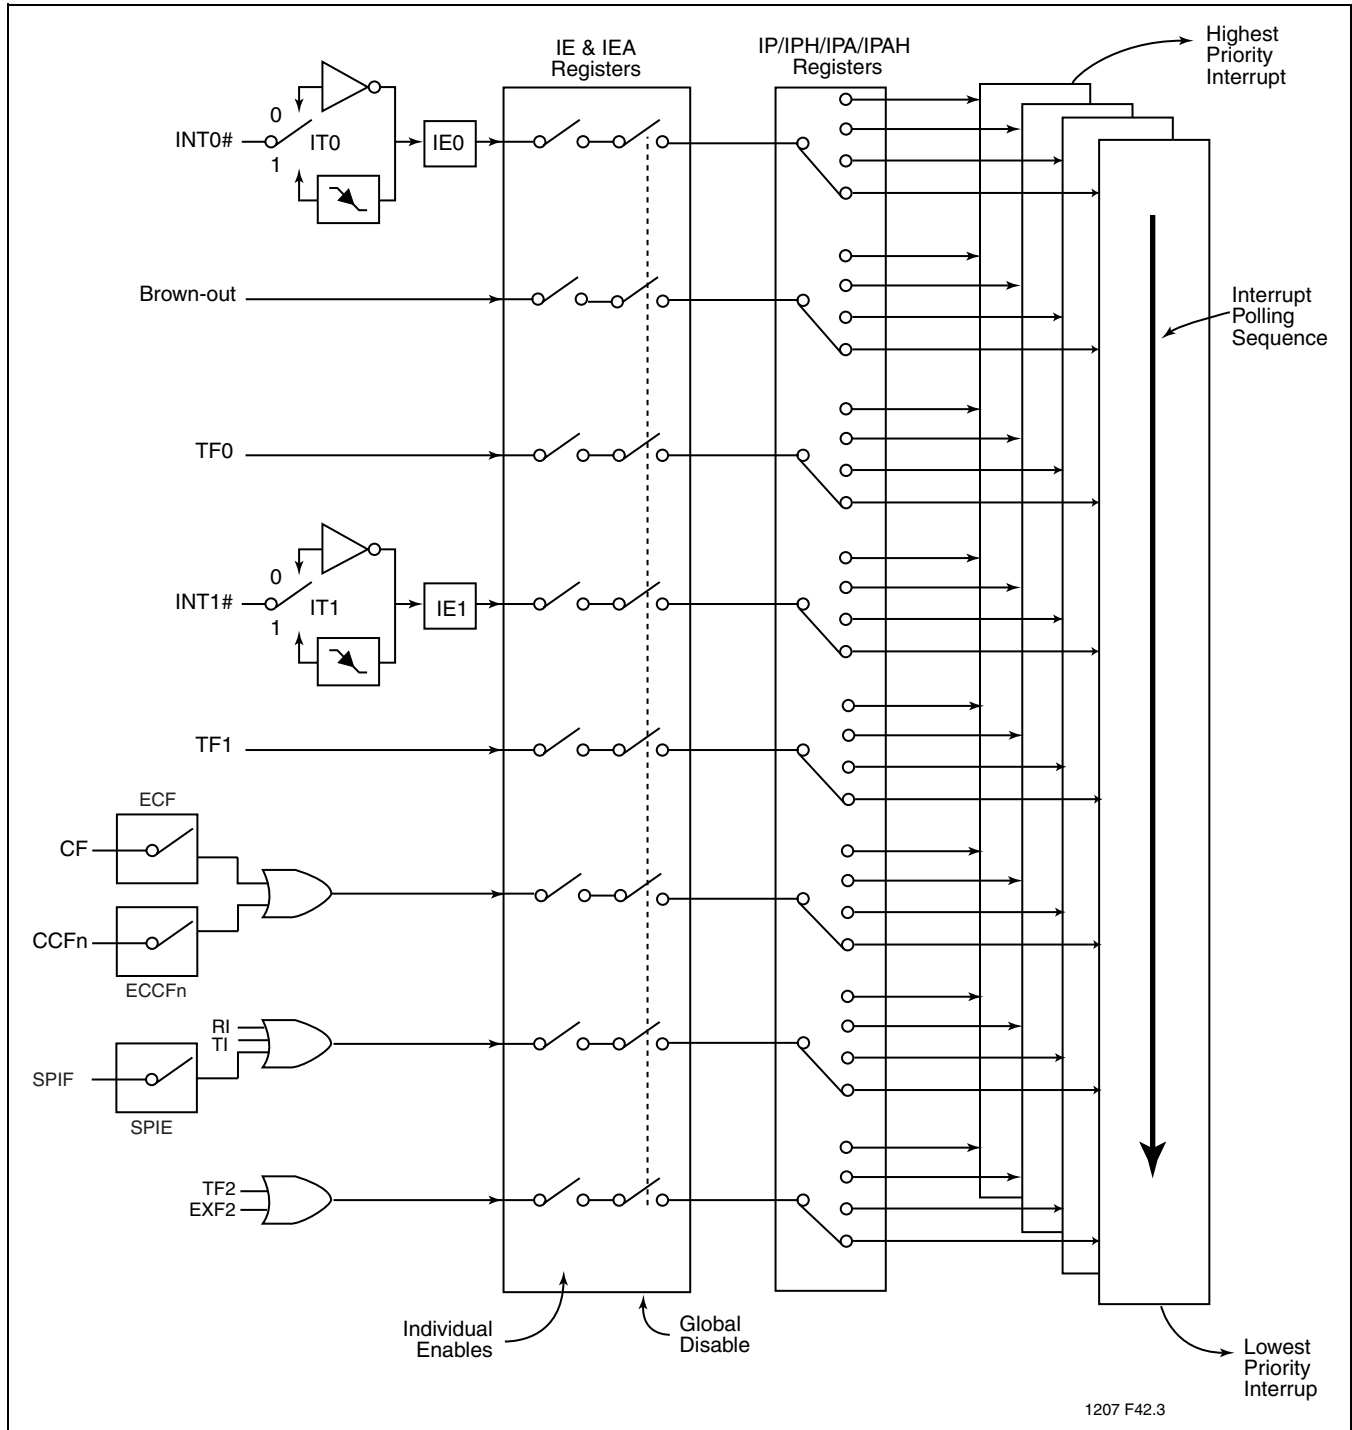 IE & IEA
Registers
IP/IPH/IPA/IPAH
Registers
Highest
Priority
Interrupt
0
INT0#
IT0
1
IE0
Brown-out
Interrupt
Polling
Sequence
TF0
0
INT1#
IT1
1
IE1
TF1
ECF
CF
CCFn
ECCFn
RI
TI
SPIF
SPIE
TF2
EXF2
Individual
Enables
Global
Disable
Lowest
Priority
Interrup
1207 F42.3